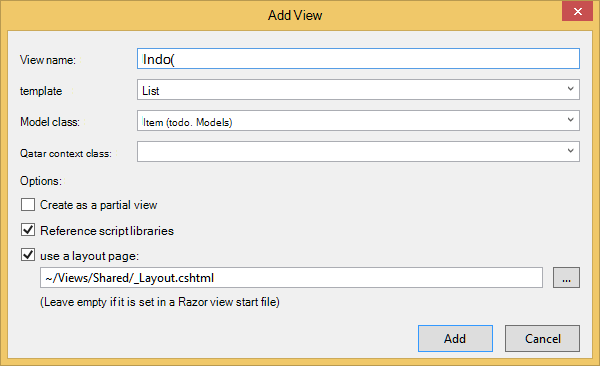 Add View
View name:
Indo(
template
List
Model class:
Item (todo. Models)
Qatar context class:
Options:
Create as a partial view
Reference script libraries
use a layout page:
~/Views/Shared/_Layout.cshtml
...
(Leave empty if it is set in a Razor view start file)
Add
Cancel